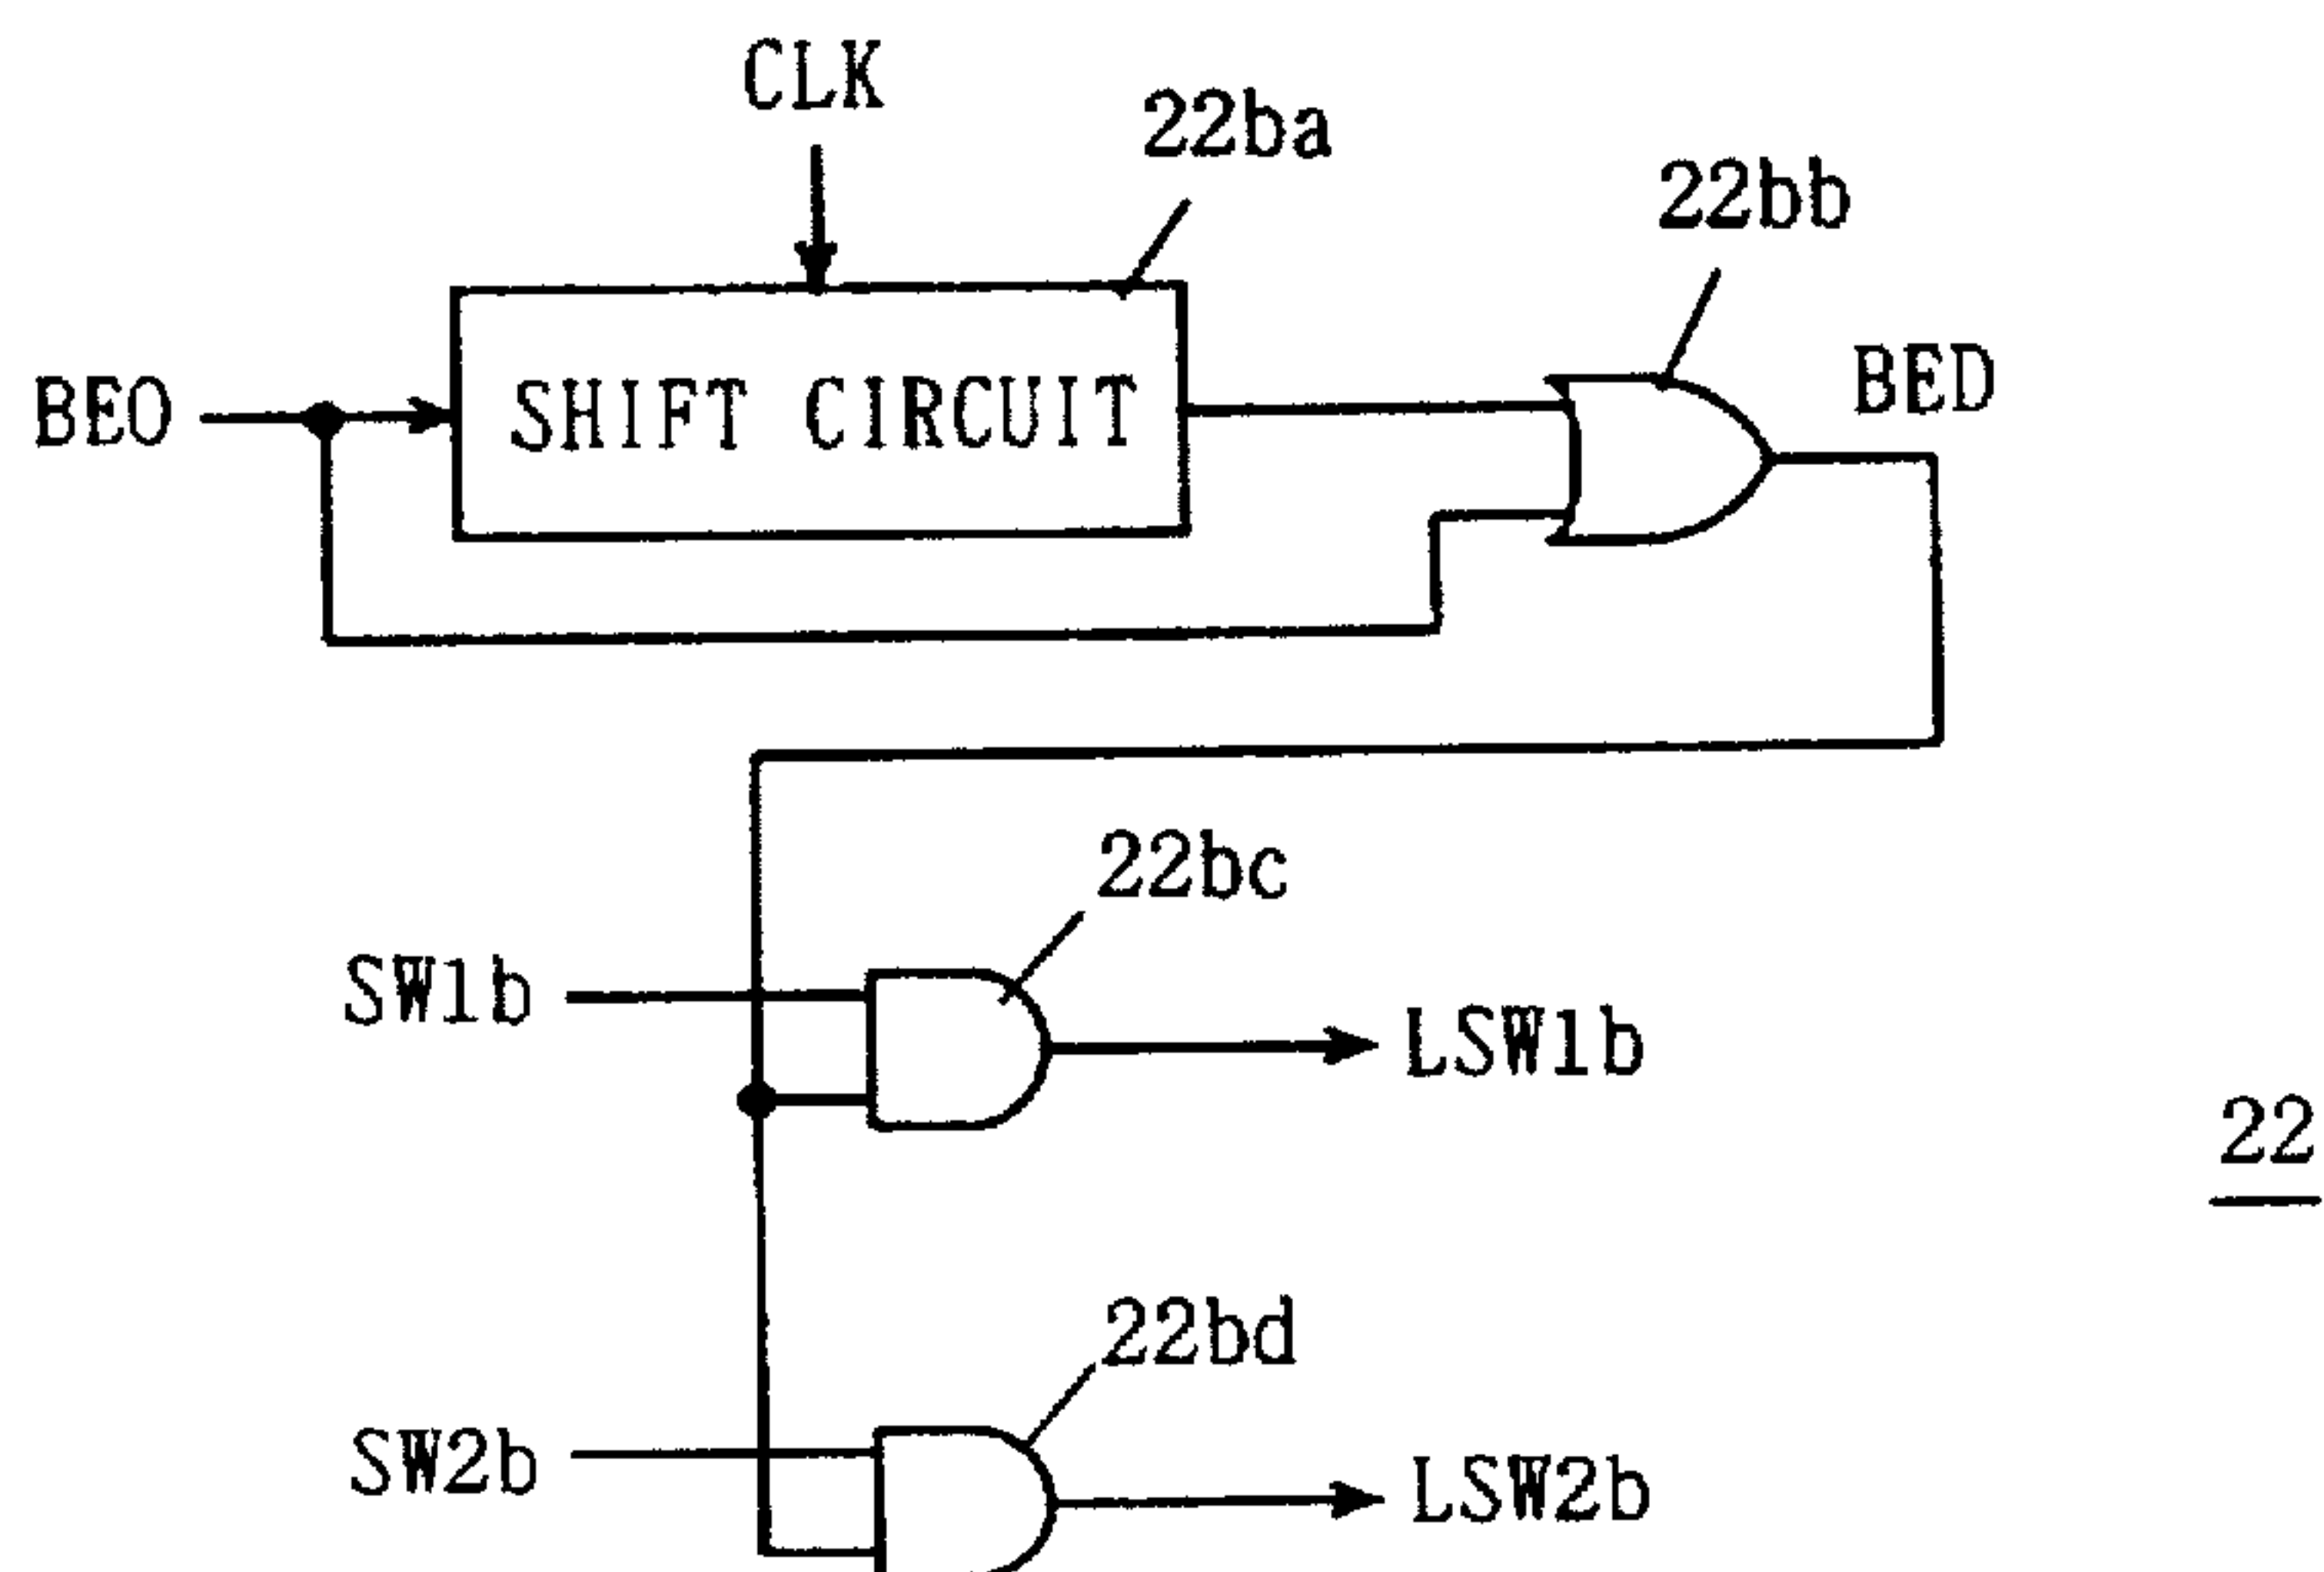 CLK
22ba
22bb
BEO
SHIFT CIRCUIT
BED
22bc
SW1b
LSW1b
22
22bd
SW2b
LSW2b